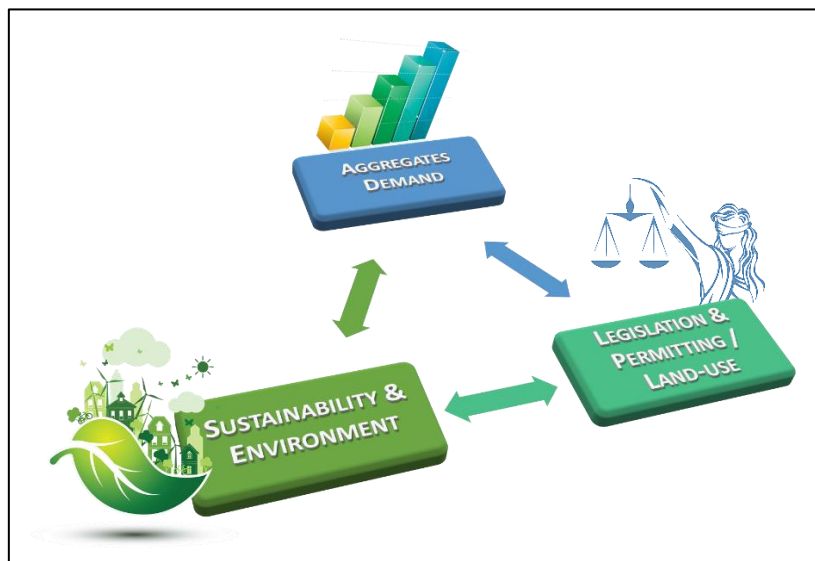 AGGREGATES
DEMAND
LEGISLATION &
PERMITTING /
LAND-USE
SUSTAINABILITY &
ENVIRONMENT